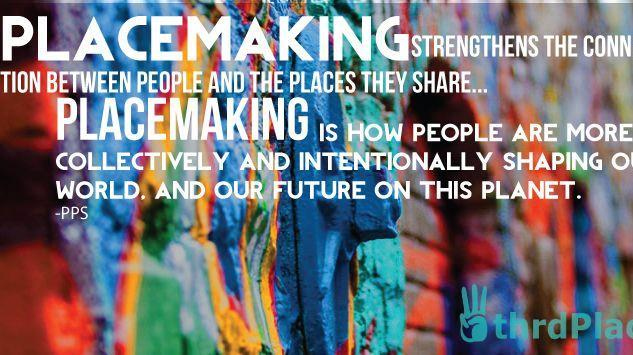 PLACEMAKING STRENGTHENS THE CONN
TION BETWEEN PEOPLE AND THE PLACES THEY SHARE...
PLACEMAKING IS HOW PEOPLE ARE MORE
COLLECTIVELY AND INTENTIONALLY SHAPING OU
WORLD, AND OUR FUTURE ON THIS PLANET.
-PPS
thrdPlac